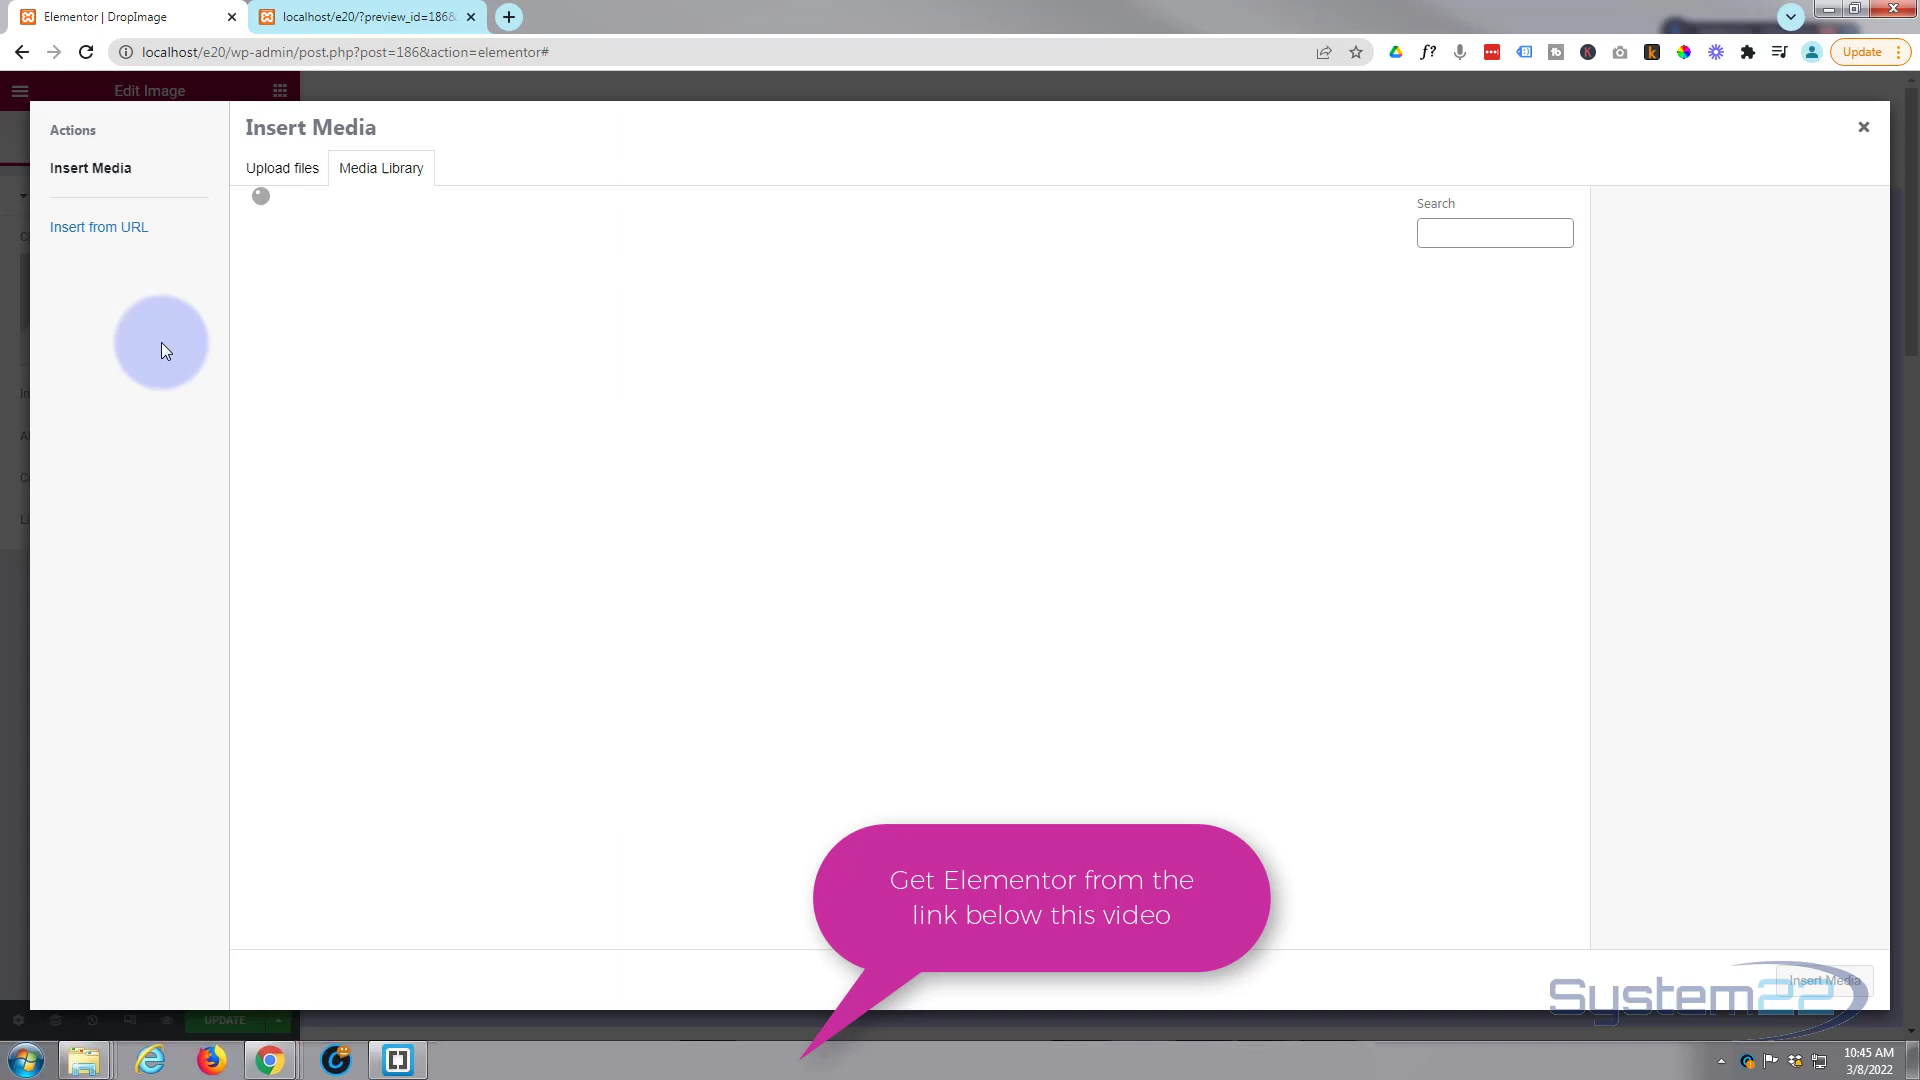 Elementor | DropImage
localhost/e20/?preview_id=186&
localhost/e20/wp-admin/post.php?post=186&action=elementor#
Update
Edit Image
Actions
Insert Media
Insert from URL
Insert Media
Upload files
Media Library
Search
Get Elementor from the
link below this video
Insert Media
System22
UPDATE
10:45 AM
3/8/2022